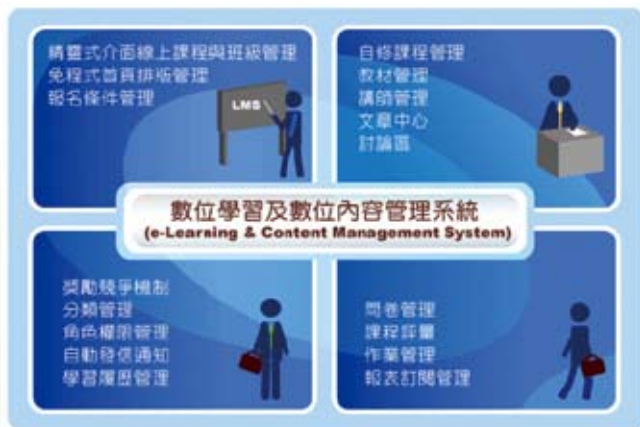 精靈式介面線上課程與班級管理
免程式首頁排版管理
報名條件管理
LMS
自修課程管理
教材管理
講師管理
文章中心
討論區
數位學習及數位內容管理系統
(e-Learning & Content Management System)
獎勵競爭機制
分類管理
角色權限管理
自動發信通知
學習履歷管理
問卷管理
課程評量
作業管理
報表訂閱管理